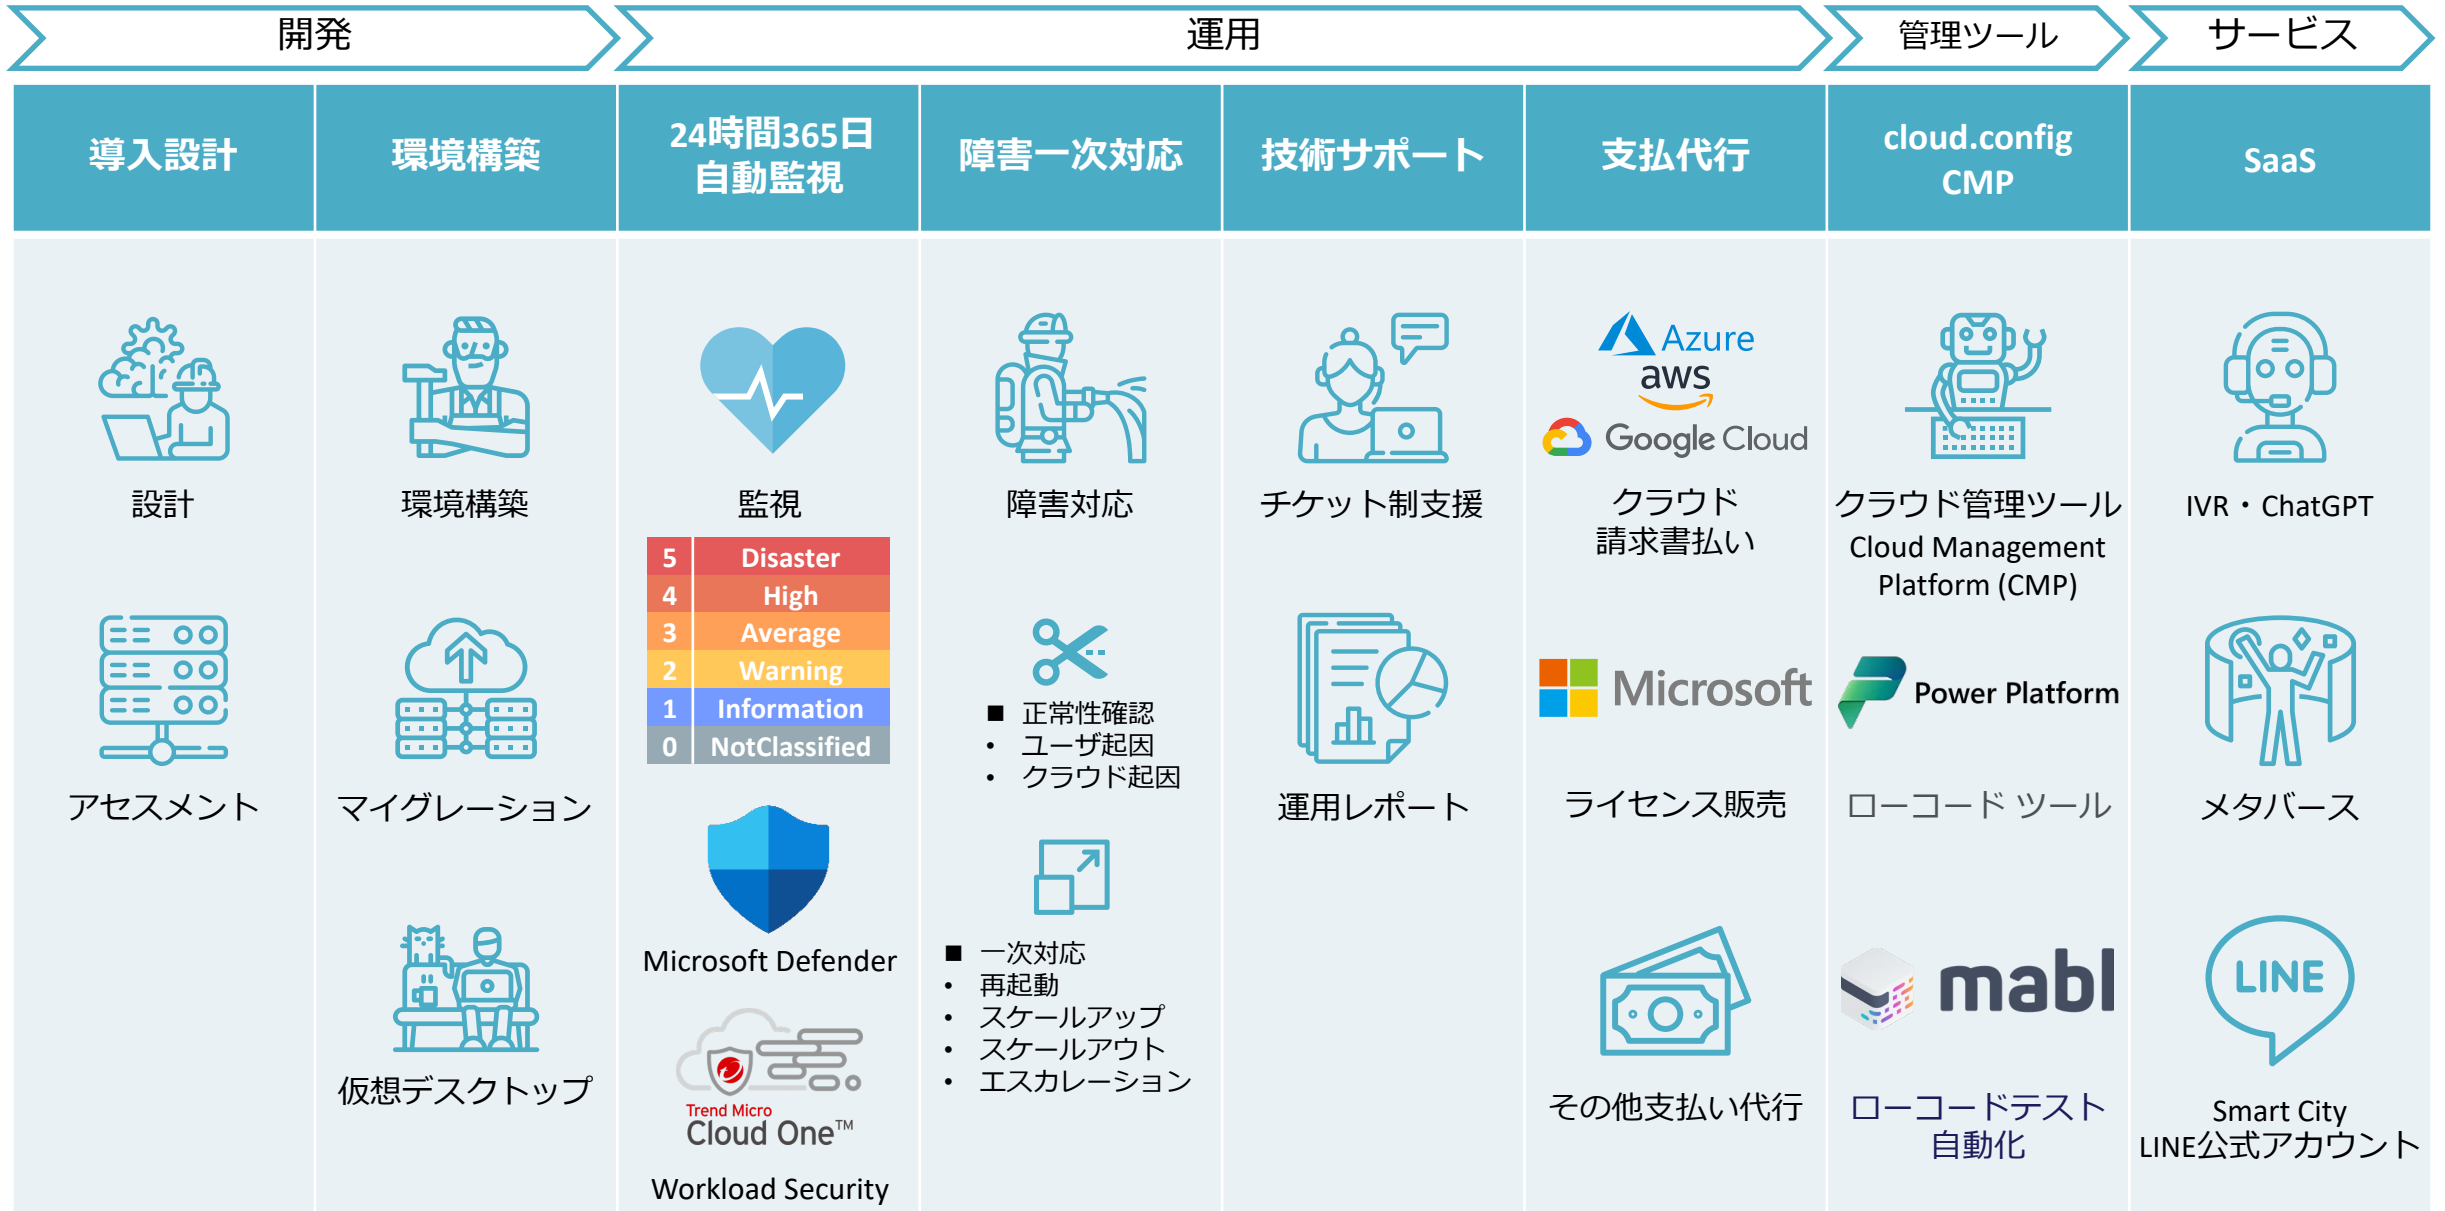 開発
運用
管理ツール
サービス
導入設計
環境構築
24時間365日
自動監視
障害一次対応
技術サポート
支払代行
cloud.config
CMP
SaaS
設計
アセスメント
環境構築
マイグレーション
仮想デスクトップ
監視
5 Disaster
4 High
3 Average
2 Warning
1 Information
0 NotClassified
Microsoft Defender
Trend Micro
Cloud One™
Workload Security
障害対応
■ 正常性確認
• ユーザ起因
• クラウド起因
■ 一次対応
• 再起動
• スケールアップ
• スケールアウト
• エスカレーション
チケット制支援
運用レポート
Azure
aws
Google Cloud
クラウド
請求書払い
Microsoft
ライセンス販売
その他支払い代行
クラウド管理ツール
Cloud Management
Platform (CMP)
Power Platform
ローコード ツール
mabl
ローコードテスト
自動化
IVR・ChatGPT
メタバース
LINE
Smart City
LINE公式アカウント